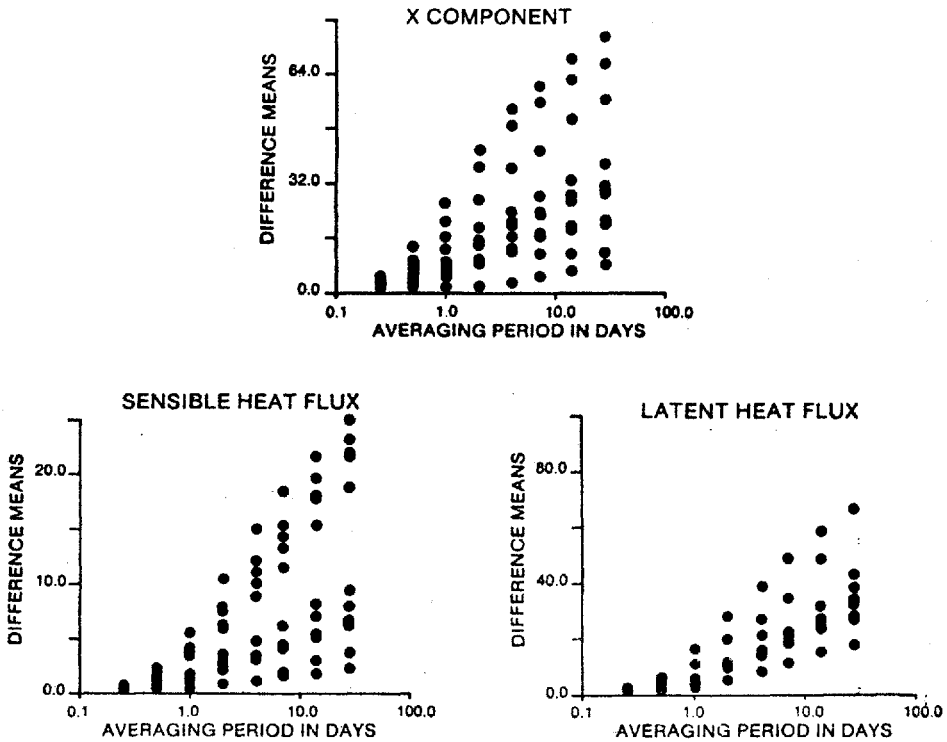 X COMPONENT
DIFFERENCE MEANS
64.0
32.0
0.0
0.1 1.0 10.0 100.0
AVERAGING PERIOD IN DAYS
SENSIBLE HEAT FLUX
DIFFERENCE MEANS
20.0
10.0
0.0
0.1 1.0 10.0 100.0
AVERAGING PERIOD IN DAYS
LATENT HEAT FLUX
DIFFERENCE MEANS
80.0
40.0
0.0
0.1 1.0 10.0 100.0
AVERAGING PERIOD IN DAYS